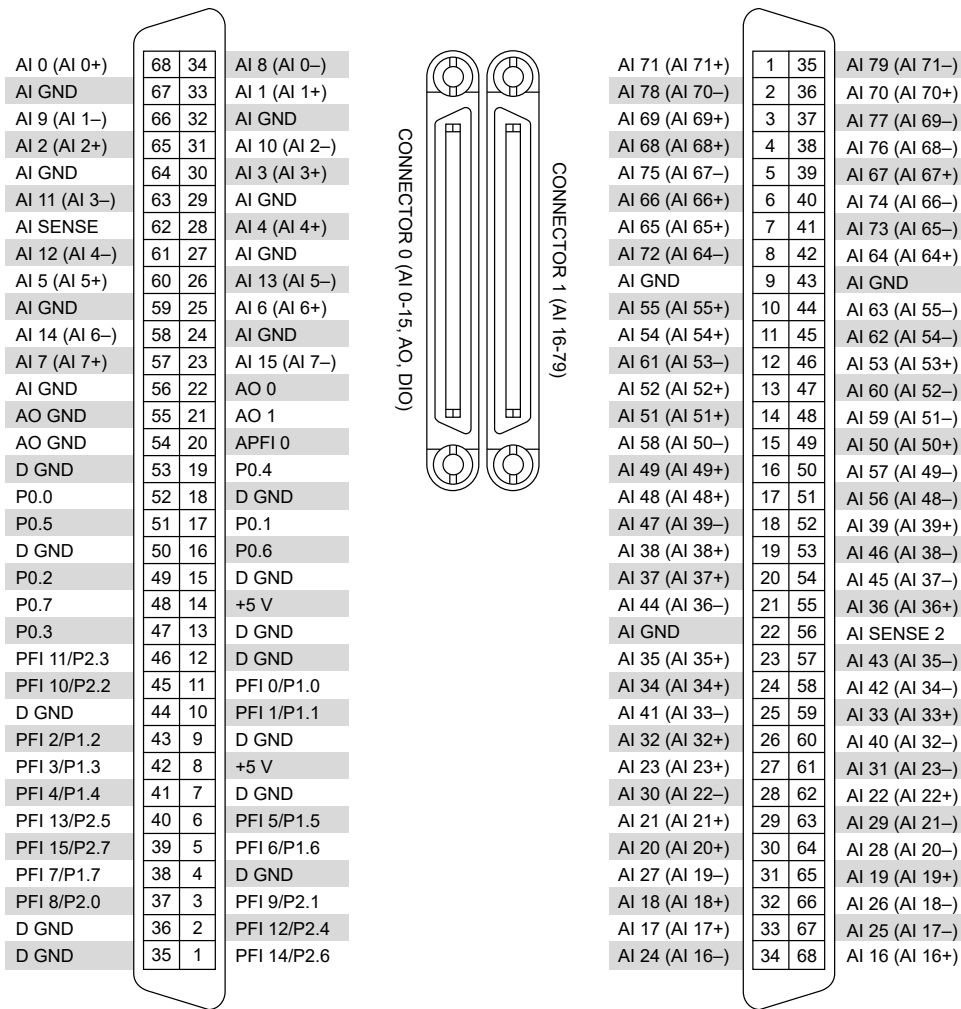 AI 0 (AI 0+) 68 34 AI 8 (AI 0–)
AI GND 67 33 AI 1 (AI 1+)
AI 9 (AI 1–) 66 32 AI GND
AI 2 (AI 2+) 65 31 AI 10 (AI 2–)
AI GND 64 30 AI 3 (AI 3+)
AI 11 (AI 3–) 63 29 AI GND
AI SENSE 62 28 AI 4 (AI 4+)
AI 12 (AI 4–) 61 27 AI GND
AI 5 (AI 5+) 60 26 AI 13 (AI 5–)
AI GND 59 25 AI 6 (AI 6+)
AI 14 (AI 6–) 58 24 AI GND
AI 7 (AI 7+) 57 23 AI 15 (AI 7–)
AI GND 56 22 AO 0
AO GND 55 21 AO 1
AO GND 54 20 APFI 0
D GND 53 19 P0.4
P0.0 52 18 D GND
P0.5 51 17 P0.1
D GND 50 16 P0.6
P0.2 49 15 D GND
P0.7 48 14 +5 V
P0.3 47 13 D GND
PFI 11/P2.3 46 12 D GND
PFI 10/P2.2 45 11 PFI 0/P1.0
D GND 44 10 PFI 1/P1.1
PFI 2/P1.2 43 9 D GND
PFI 3/P1.3 42 8 +5 V
PFI 4/P1.4 41 7 D GND
PFI 13/P2.5 40 6 PFI 5/P1.5
PFI 15/P2.7 39 5 PFI 6/P1.6
PFI 7/P1.7 38 4 D GND
PFI 8/P2.0 37 3 PFI 9/P2.1
D GND 36 2 PFI 12/P2.4
D GND 35 1 PFI 14/P2.6
CONNECTOR 0 (AI 0-15, AO, DIO)
CONNECTOR 1 (AI 16-79)
AI 71 (AI 71+) 1 35 AI 79 (AI 71–)
AI 78 (AI 70–) 2 36 AI 70 (AI 70+)
AI 69 (AI 69+) 3 37 AI 77 (AI 69–)
AI 68 (AI 68+) 4 38 AI 76 (AI 68–)
AI 75 (AI 67–) 5 39 AI 67 (AI 67+)
AI 66 (AI 66+) 6 40 AI 74 (AI 66–)
AI 65 (AI 65+) 7 41 AI 73 (AI 65–)
AI 72 (AI 64–) 8 42 AI 64 (AI 64+)
AI GND 9 43 AI GND
AI 55 (AI 55+) 10 44 AI 63 (AI 55–)
AI 54 (AI 54+) 11 45 AI 62 (AI 54–)
AI 61 (AI 53–) 12 46 AI 53 (AI 53+)
AI 52 (AI 52+) 13 47 AI 60 (AI 52–)
AI 51 (AI 51+) 14 48 AI 59 (AI 51–)
AI 58 (AI 50–) 15 49 AI 50 (AI 50+)
AI 49 (AI 49+) 16 50 AI 57 (AI 49–)
AI 48 (AI 48+) 17 51 AI 56 (AI 48–)
AI 47 (AI 39–) 18 52 AI 39 (AI 39+)
AI 38 (AI 38+) 19 53 AI 46 (AI 38–)
AI 37 (AI 37+) 20 54 AI 45 (AI 37–)
AI 44 (AI 36–) 21 55 AI 36 (AI 36+)
AI GND 22 56 AI SENSE 2
AI 35 (AI 35+) 23 57 AI 43 (AI 35–)
AI 34 (AI 34+) 24 58 AI 42 (AI 34–)
AI 41 (AI 33–) 25 59 AI 33 (AI 33+)
AI 32 (AI 32+) 26 60 AI 40 (AI 32–)
AI 23 (AI 23+) 27 61 AI 31 (AI 23–)
AI 30 (AI 22–) 28 62 AI 22 (AI 22+)
AI 21 (AI 21+) 29 63 AI 29 (AI 21–)
AI 20 (AI 20+) 30 64 AI 28 (AI 20–)
AI 27 (AI 19–) 31 65 AI 19 (AI 19+)
AI 18 (AI 18+) 32 66 AI 26 (AI 18–)
AI 17 (AI 17+) 33 67 AI 25 (AI 17–)
AI 24 (AI 16–) 34 68 AI 16 (AI 16+)